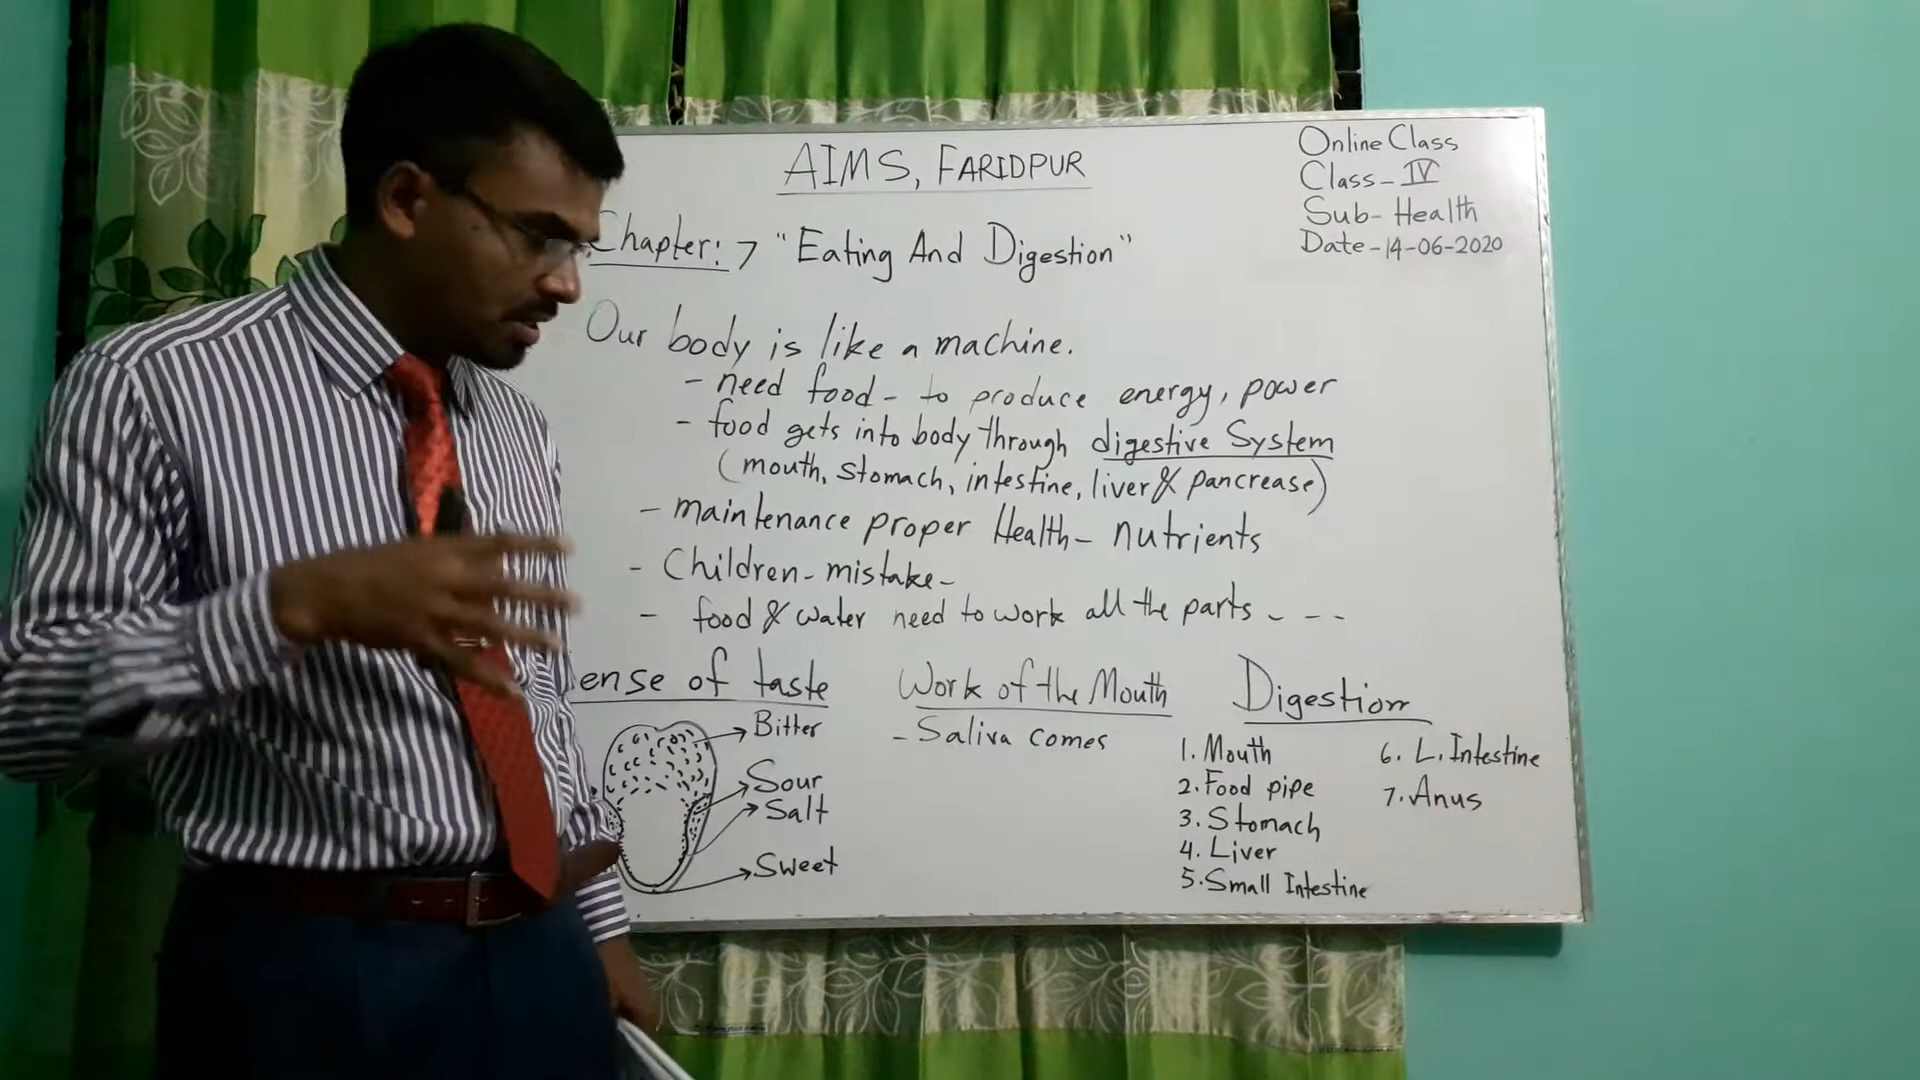 AIMS, FARIDPUR
Online Class
Class - IV
Sub - Health
Date - 14-06-2020
Chapter: 7 "Eating And Digestion"
Our body is like a machine.
- need food - to produce energy, power
- food gets into body through digestive System
(mouth, stomach, intestine, liver & pancrease)
- maintenance proper Health - nutrients
- Children - mistake -
- food & water need to work all the parts - - -
ense of taste
Bitter
Sour
Salt
Sweet
Work of the Mouth
- Saliva comes
Digestion
1. Mouth
2. Food pipe
3. Stomach
4. Liver
5. Small Intestine
6. L. Intestine
7. Anus